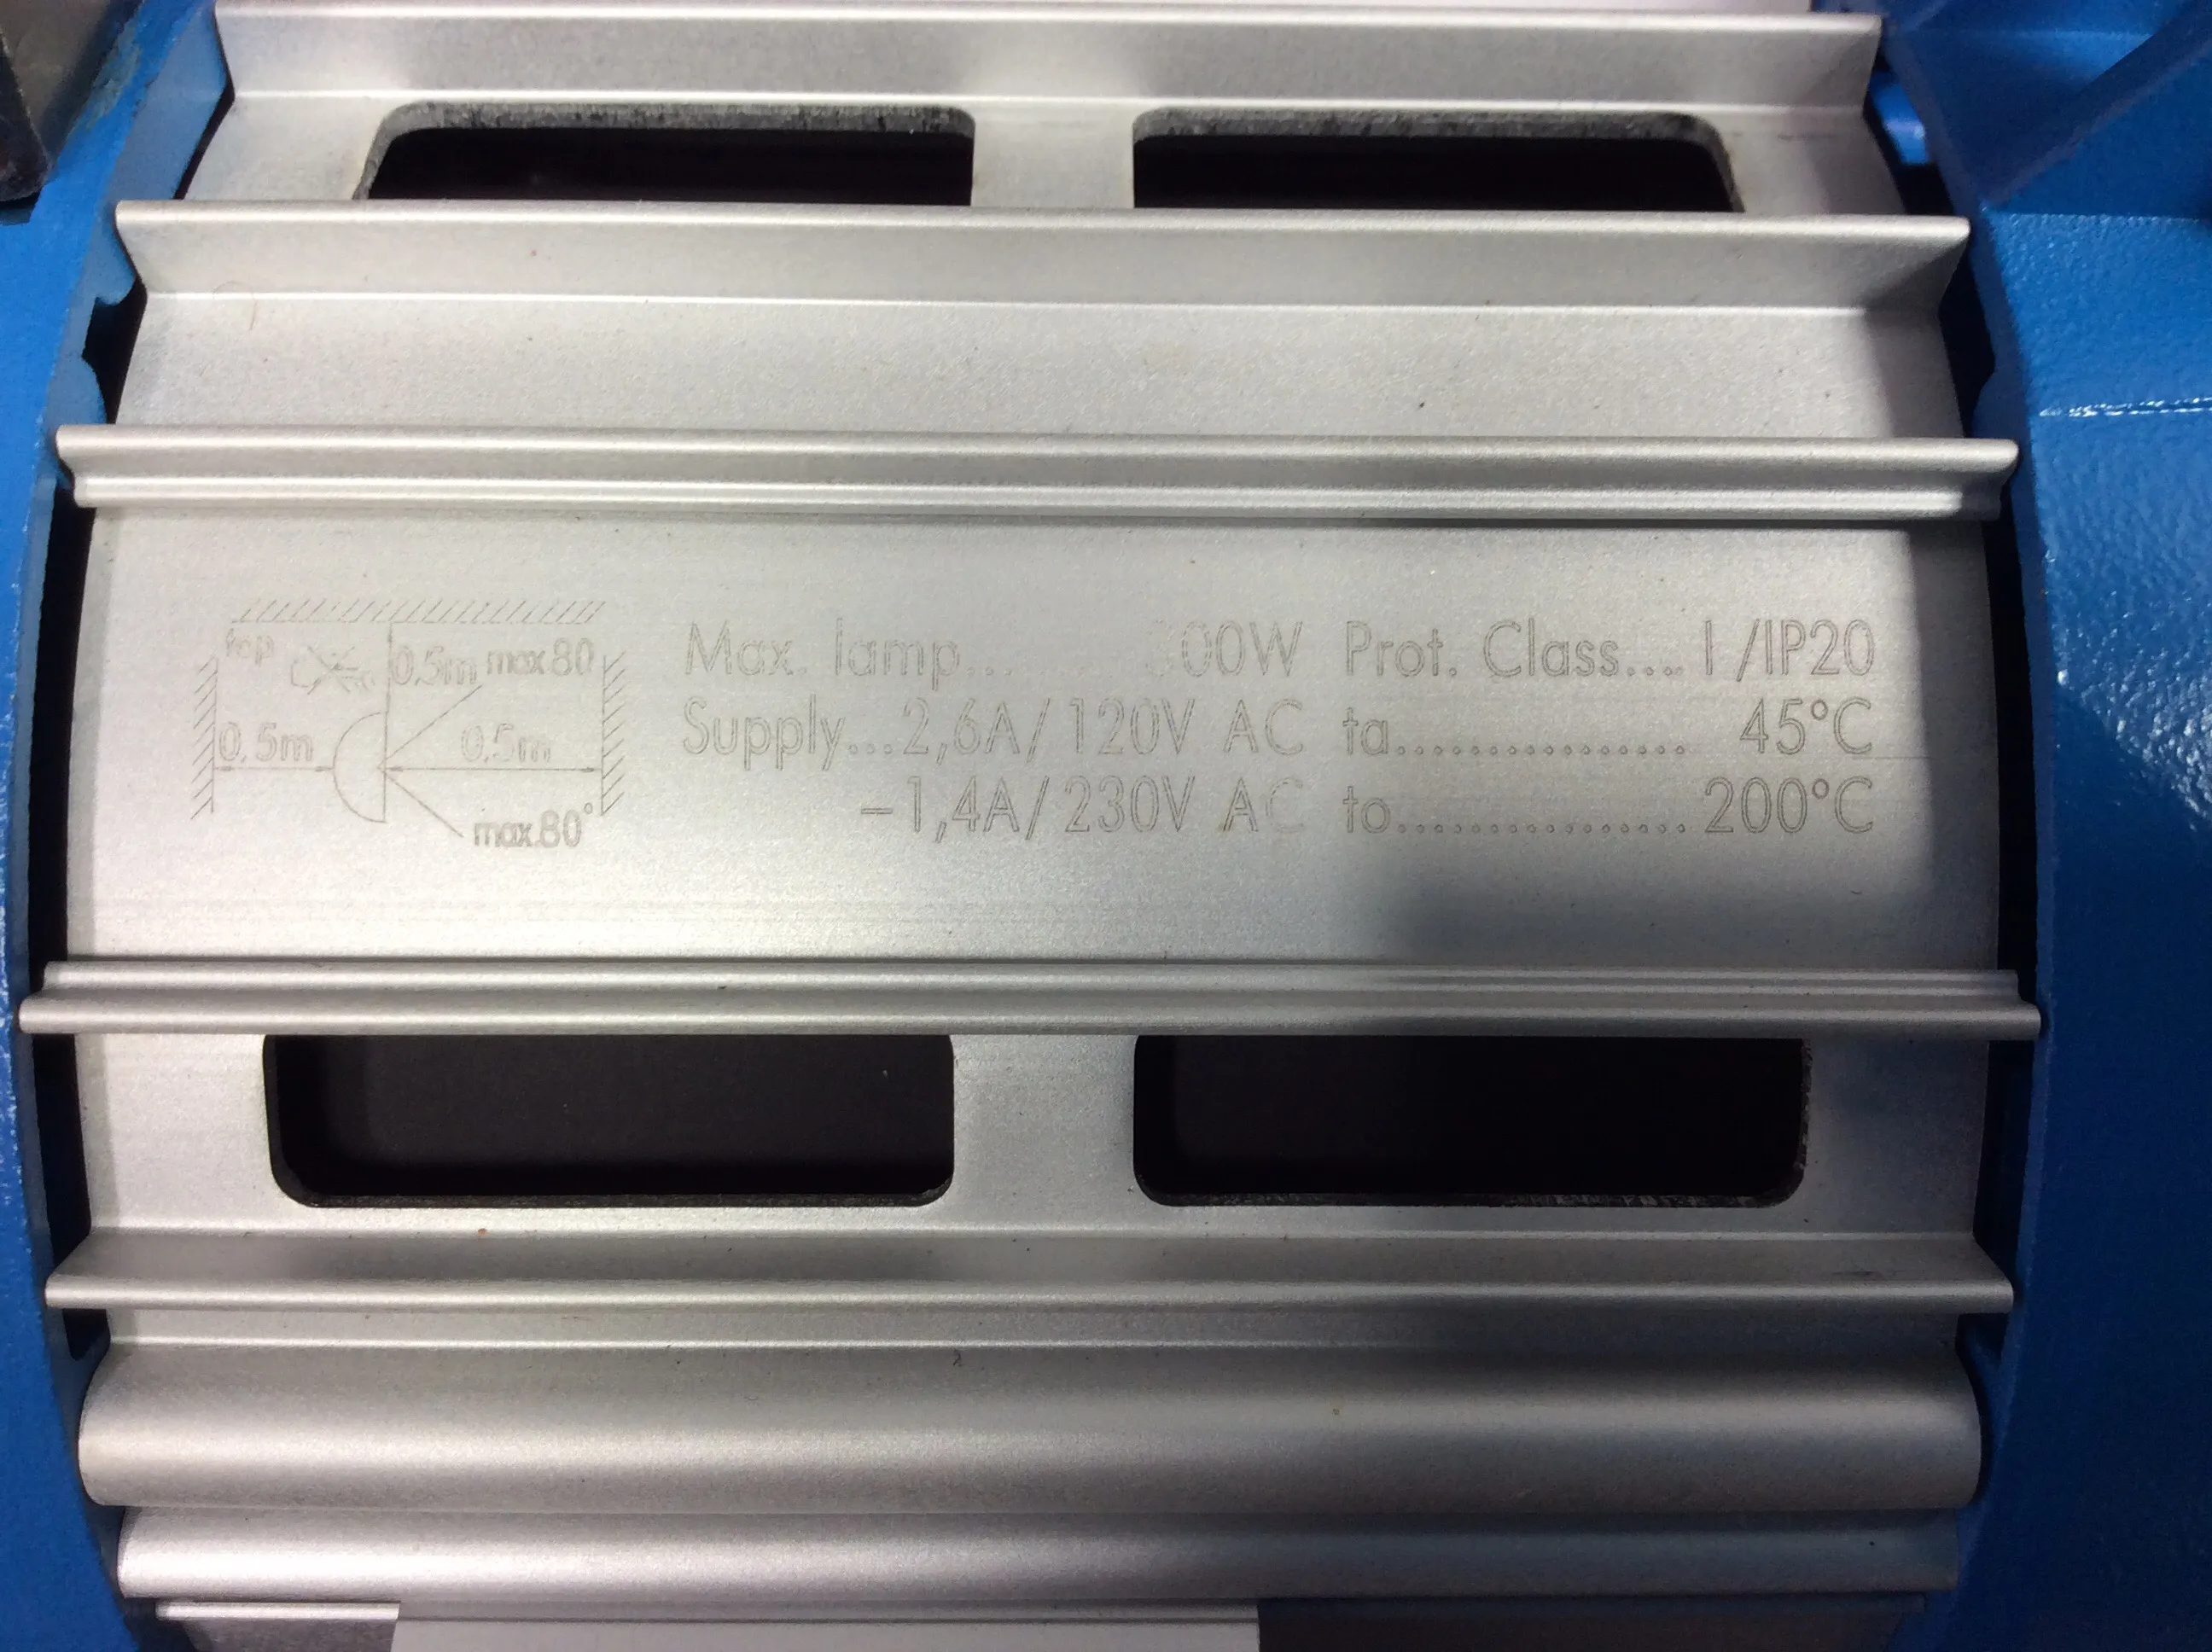 top
0.5m max 80
0.5m
0.5m
max.80°
Max. lamp... 300W
Supply...2,6A/120V AC
–1,4A/230V AC
Prot. Class.... I /IP20
ta................ 45°C
to................ 200°C